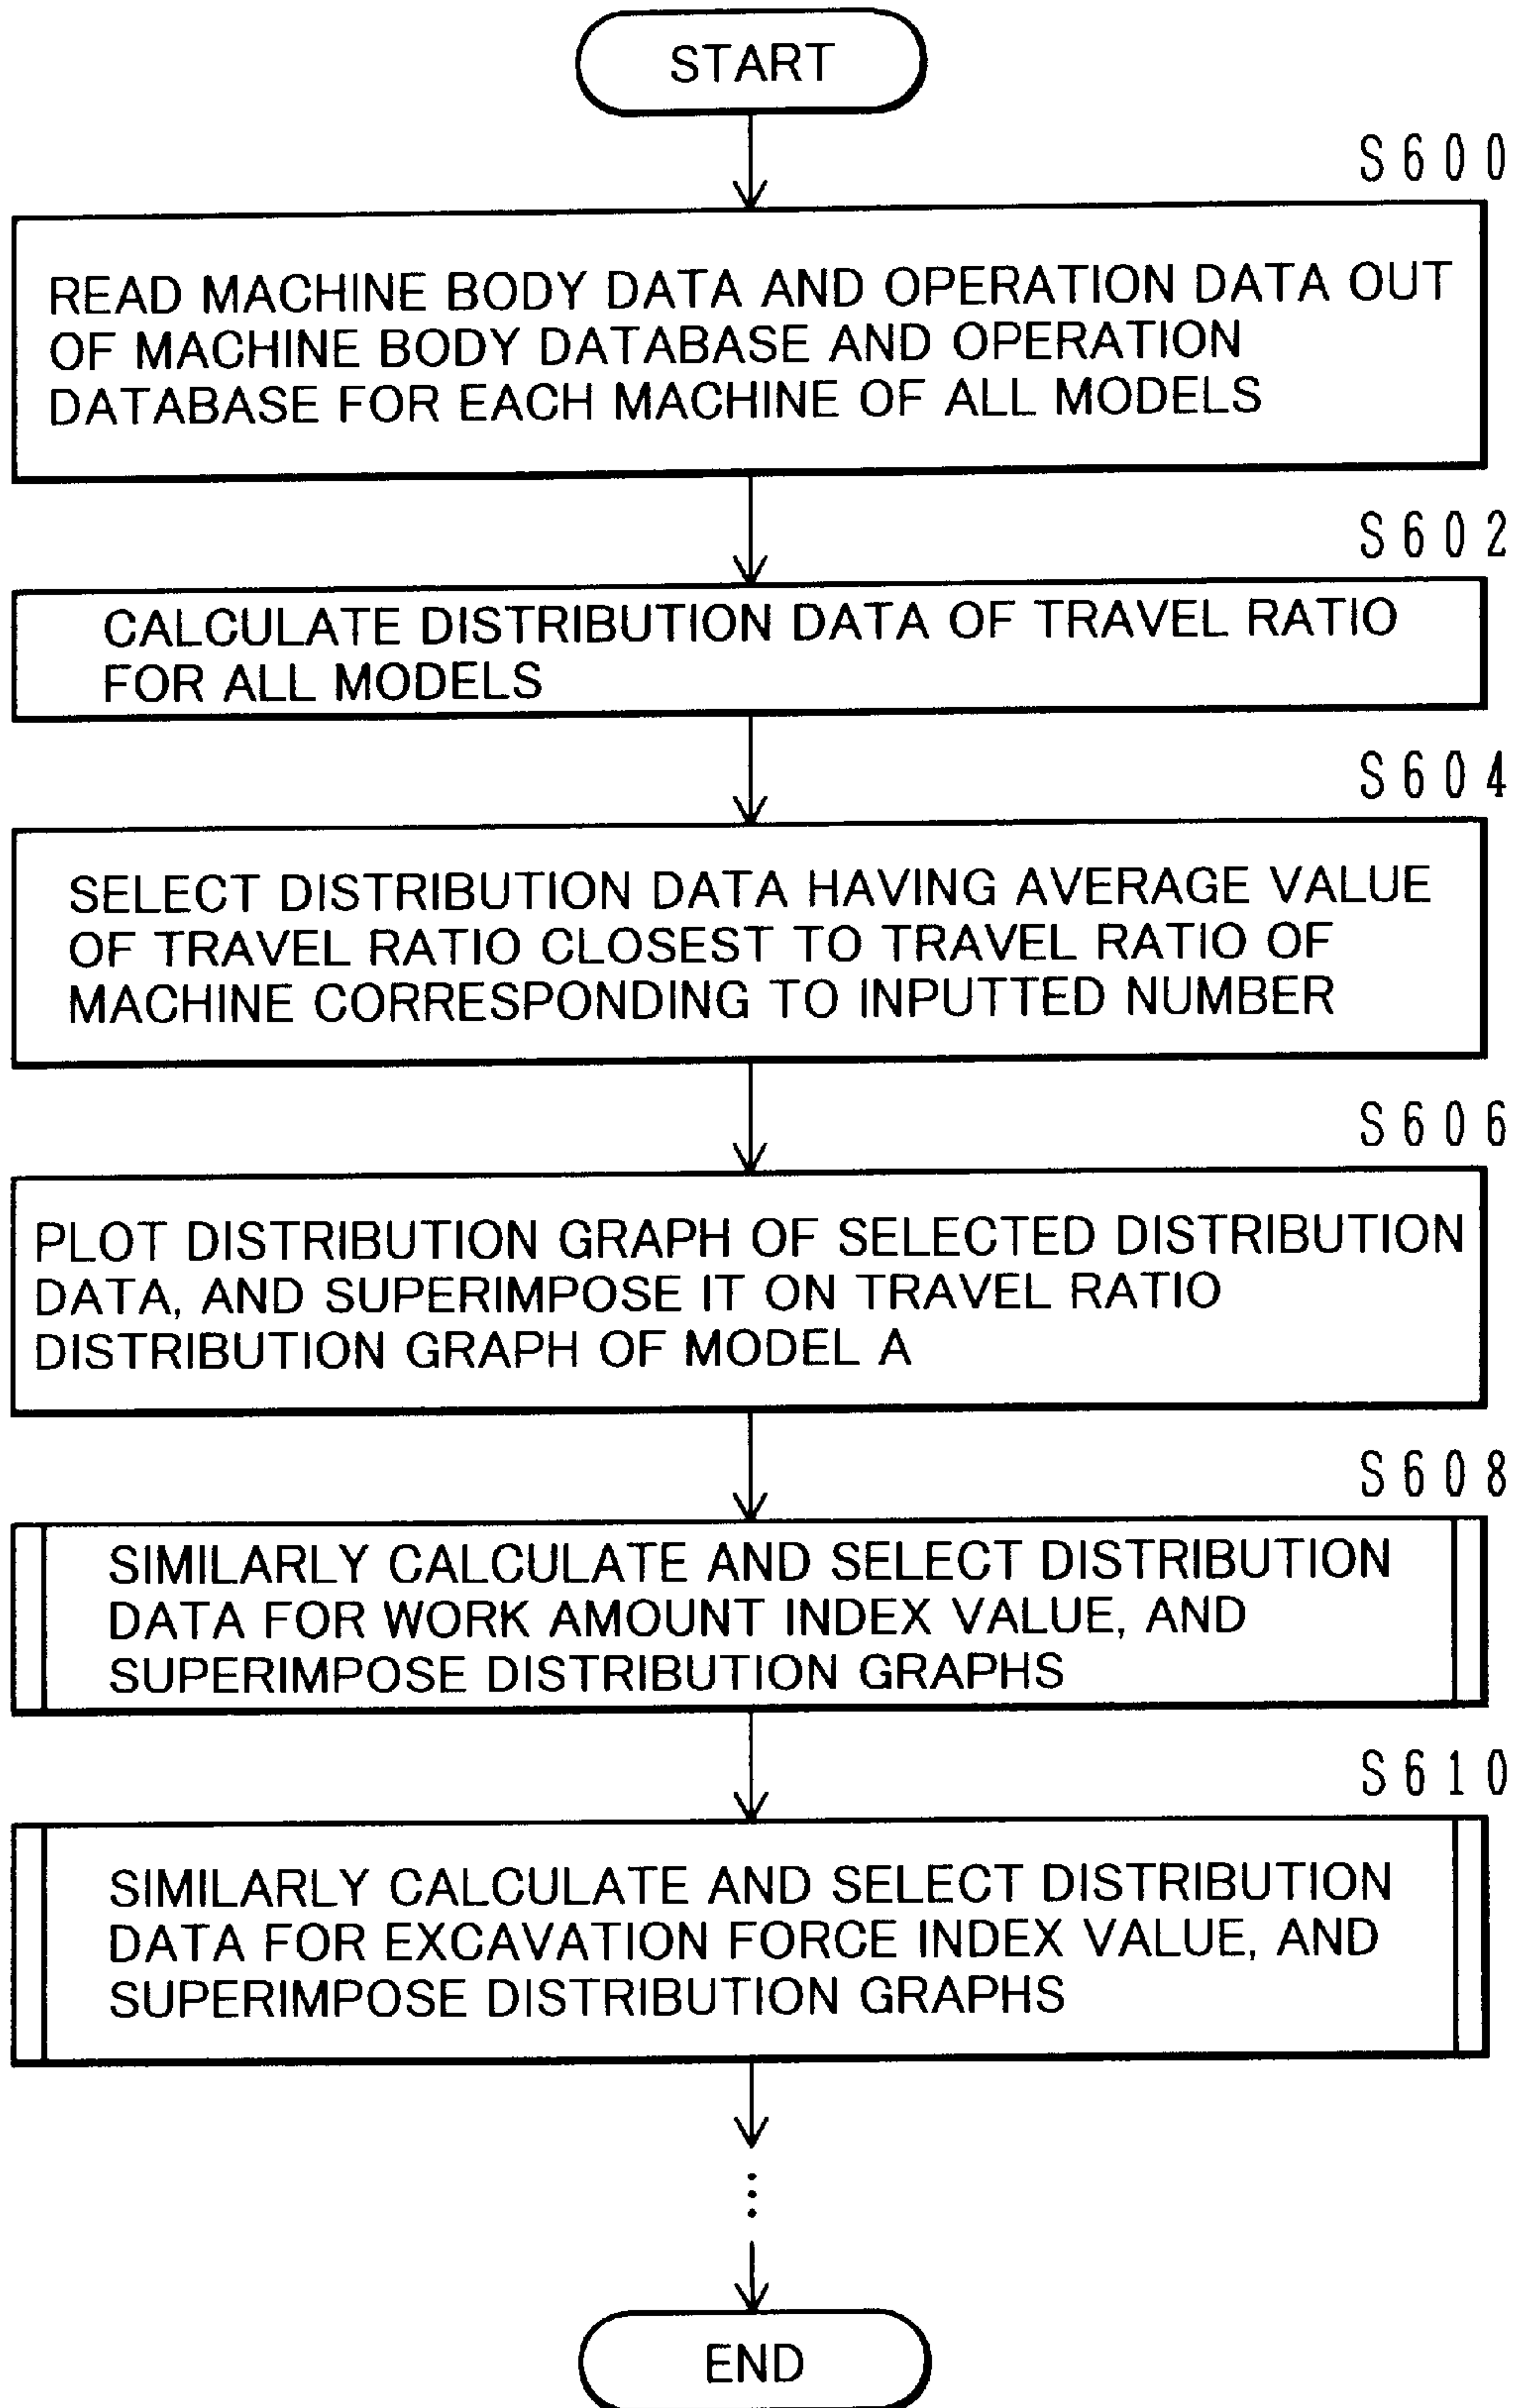 START
S600
READ MACHINE BODY DATA AND OPERATION DATA OUT
OF MACHINE BODY DATABASE AND OPERATION
DATABASE FOR EACH MACHINE OF ALL MODELS
S602
CALCULATE DISTRIBUTION DATA OF TRAVEL RATIO
FOR ALL MODELS
S604
SELECT DISTRIBUTION DATA HAVING AVERAGE VALUE
OF TRAVEL RATIO CLOSEST TO TRAVEL RATIO OF
MACHINE CORRESPONDING TO INPUTTED NUMBER
S606
PLOT DISTRIBUTION GRAPH OF SELECTED DISTRIBUTION
DATA, AND SUPERIMPOSE IT ON TRAVEL RATIO
DISTRIBUTION GRAPH OF MODEL A
S608
SIMILARLY CALCULATE AND SELECT DISTRIBUTION
DATA FOR WORK AMOUNT INDEX VALUE, AND
SUPERIMPOSE DISTRIBUTION GRAPHS
S610
SIMILARLY CALCULATE AND SELECT DISTRIBUTION
DATA FOR EXCAVATION FORCE INDEX VALUE, AND
SUPERIMPOSE DISTRIBUTION GRAPHS
END